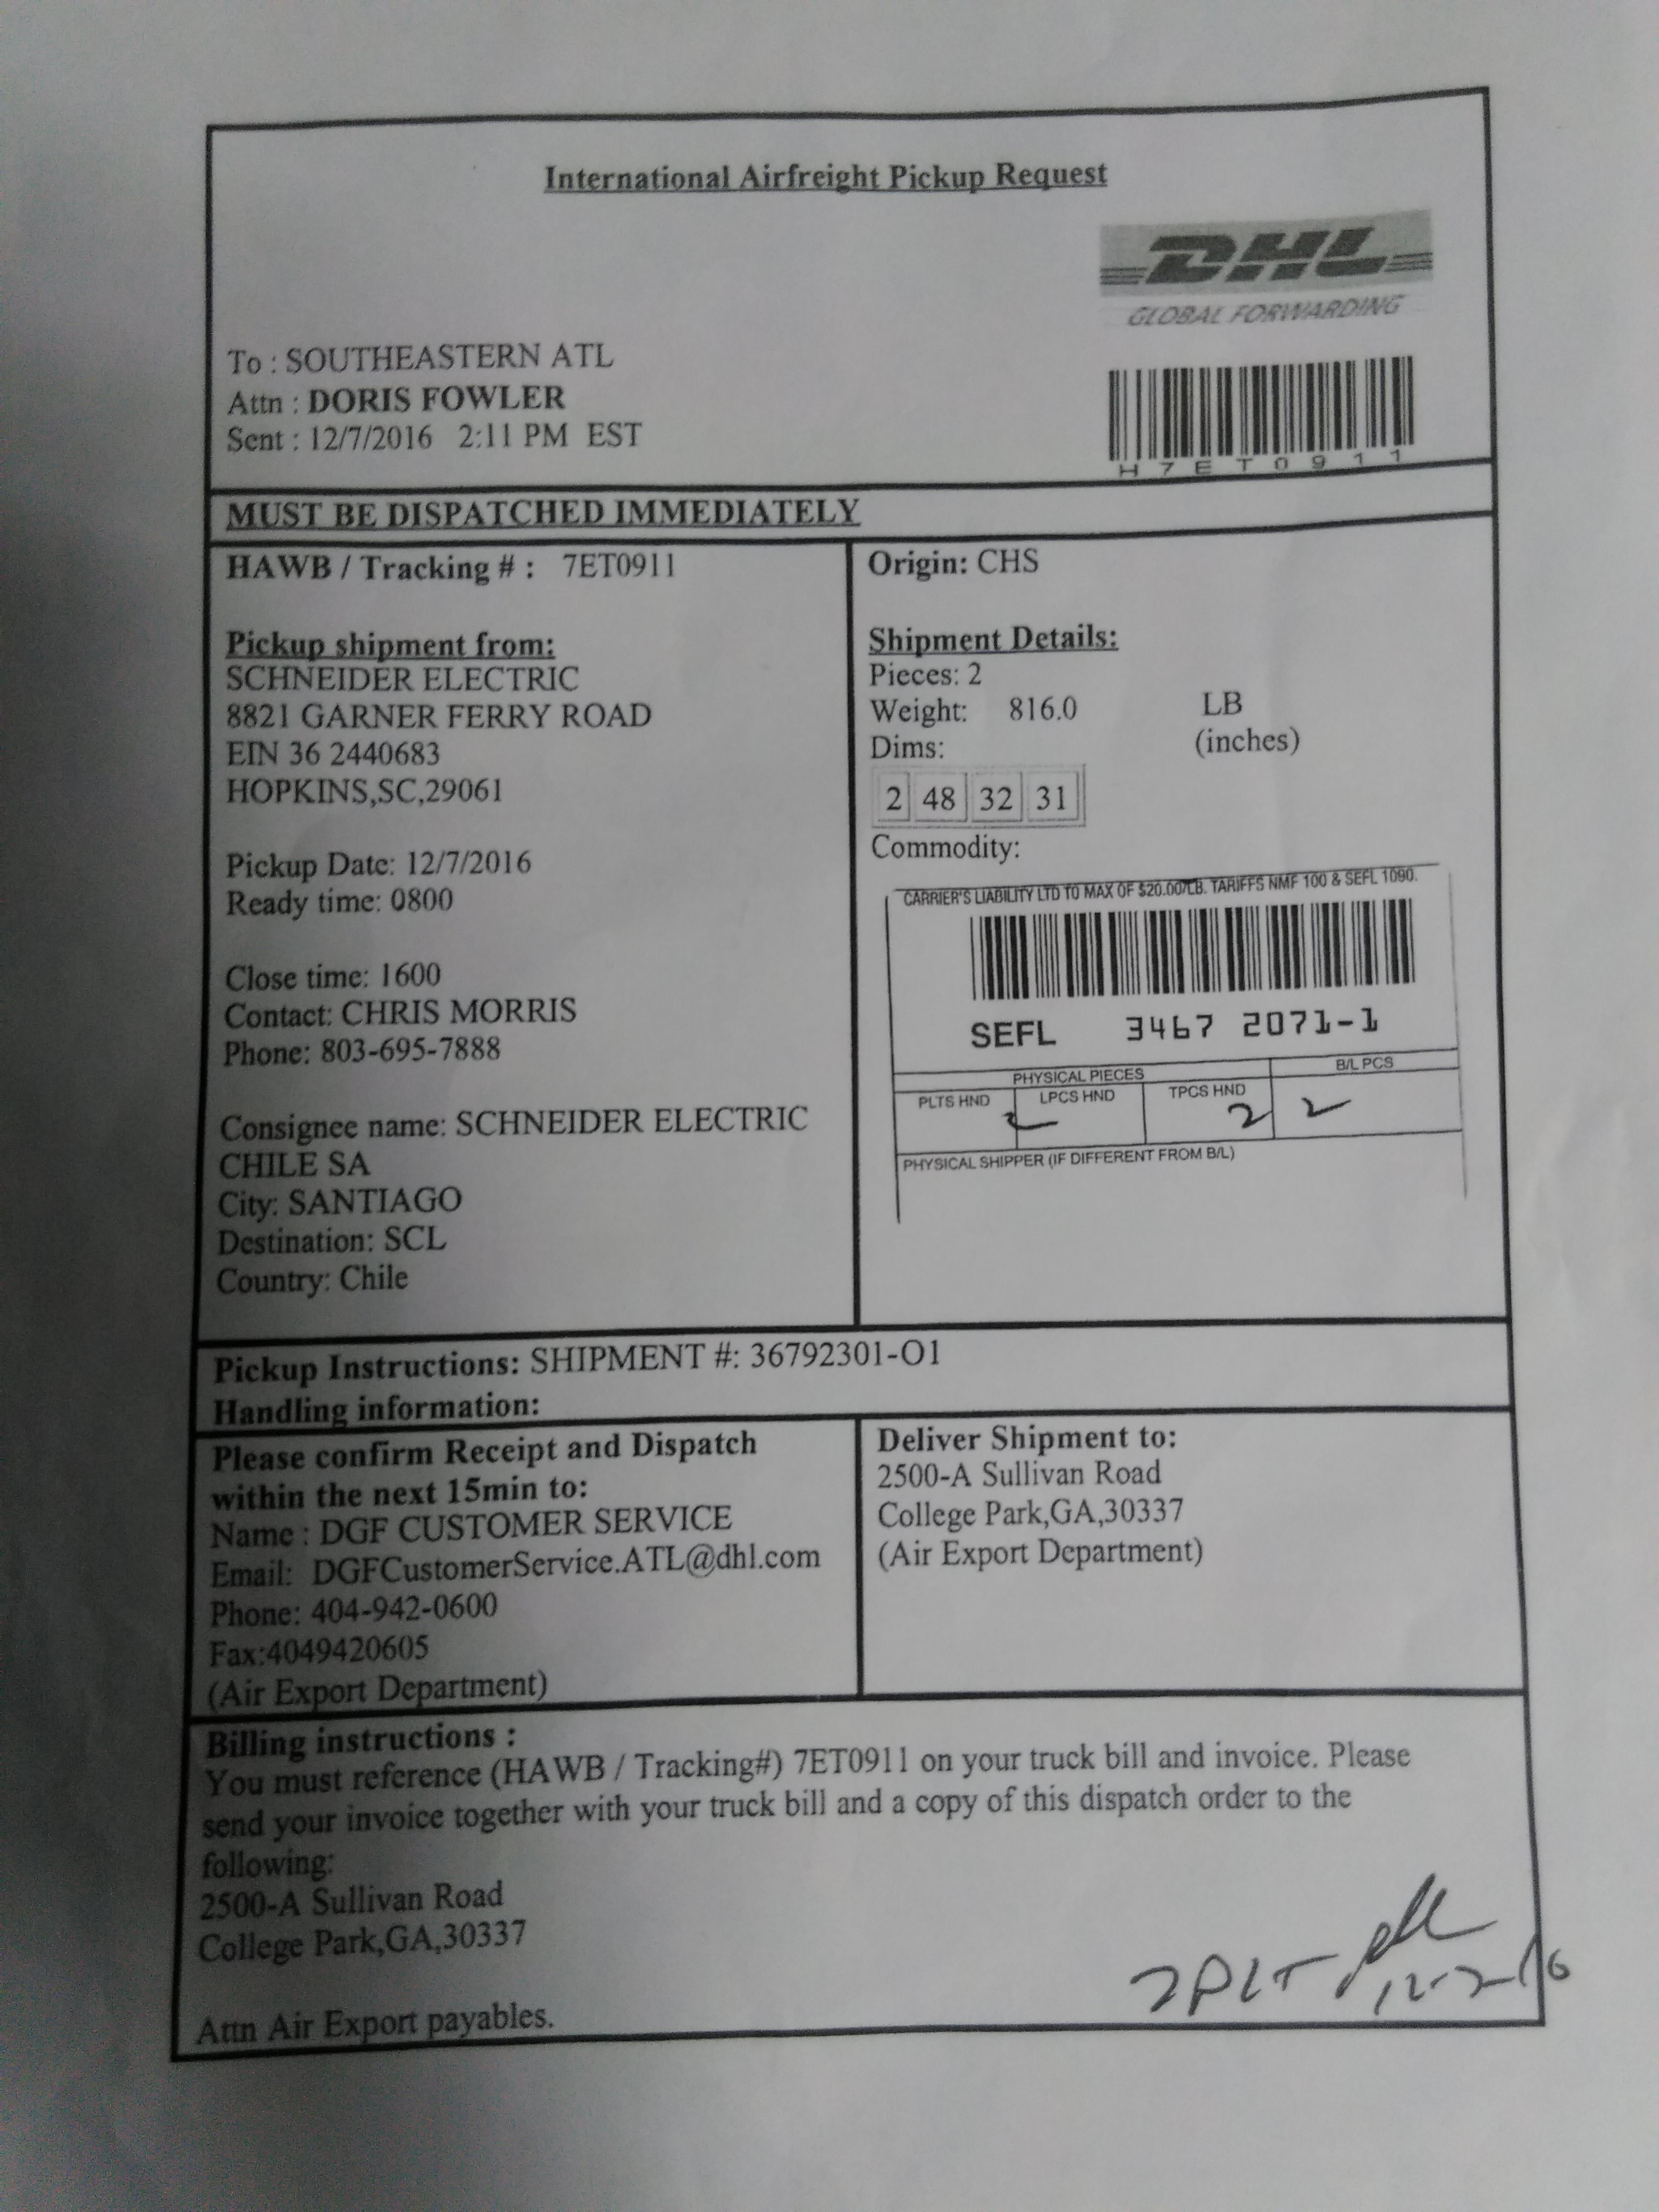 International Airfreight Pickup Request
DHL
GLOBAL FORWARDING
To : SOUTHEASTERN ATL
Attn : DORIS FOWLER
Sent : 12/7/2016 2:11 PM EST
H7ET0911
MUST BE DISPATCHED IMMEDIATELY
HAWB / Tracking # : 7ET0911
Pickup shipment from:
SCHNEIDER ELECTRIC
8821 GARNER FERRY ROAD
EIN 36 2440683
HOPKINS,SC,29061
Pickup Date: 12/7/2016
Ready time: 0800
Close time: 1600
Contact: CHRIS MORRIS
Phone: 803-695-7888
Consignee name: SCHNEIDER ELECTRIC
CHILE SA
City: SANTIAGO
Destination: SCL
Country: Chile
Origin: CHS
Shipment Details:
Pieces: 2
Weight: 816.0 LB
Dims: (inches)
2 48 32 31
Commodity:
CARRIER'S LIABILITY LTD TO MAX OF $20.00/LB. TARIFFS NMF 100 & SEFL 1090.
SEFL 3467 2071-1
PHYSICAL PIECES B/L PCS
PLTS HND LPCS HND TPCS HND
2 2 2
PHYSICAL SHIPPER (IF DIFFERENT FROM B/L)
Pickup Instructions: SHIPMENT #: 36792301-O1
Handling information:
Please confirm Receipt and Dispatch
within the next 15min to:
Name : DGF CUSTOMER SERVICE
Email: DGFCustomerService.ATL@dhl.com
Phone: 404-942-0600
Fax:4049420605
(Air Export Department)
Deliver Shipment to:
2500-A Sullivan Road
College Park,GA,30337
(Air Export Department)
Billing instructions :
You must reference (HAWB / Tracking#) 7ET0911 on your truck bill and invoice. Please
send your invoice together with your truck bill and a copy of this dispatch order to the
following:
2500-A Sullivan Road
College Park,GA,30337
Attn Air Export payables.
2PLT
12-7-16